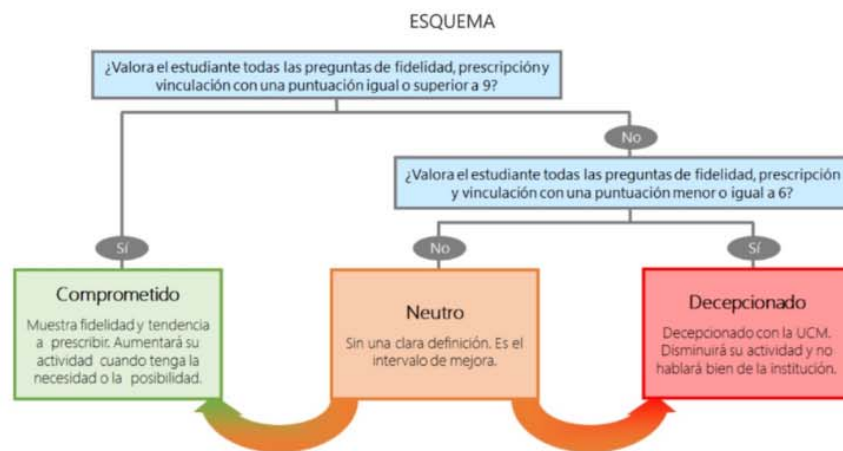 ESQUEMA
¿Valora el estudiante todas las preguntas de fidelidad, prescripción y
vinculación con una puntuación igual o superior a 9?
No
¿Valora el estudiante todas las preguntas de fidelidad, prescripción
y vinculación con una puntuación menor o igual a 6?
Sí
No
Sí
Comprometido
Muestra fidelidad y tendencia
a prescribir. Aumentará su
actividad cuando tenga la
necesidad o la posibilidad.
Neutro
Sin una clara definición. Es el
intervalo de mejora.
Decepcionado
Decepcionado con la UCM.
Disminuirá su actividad y no
hablará bien de la institución.